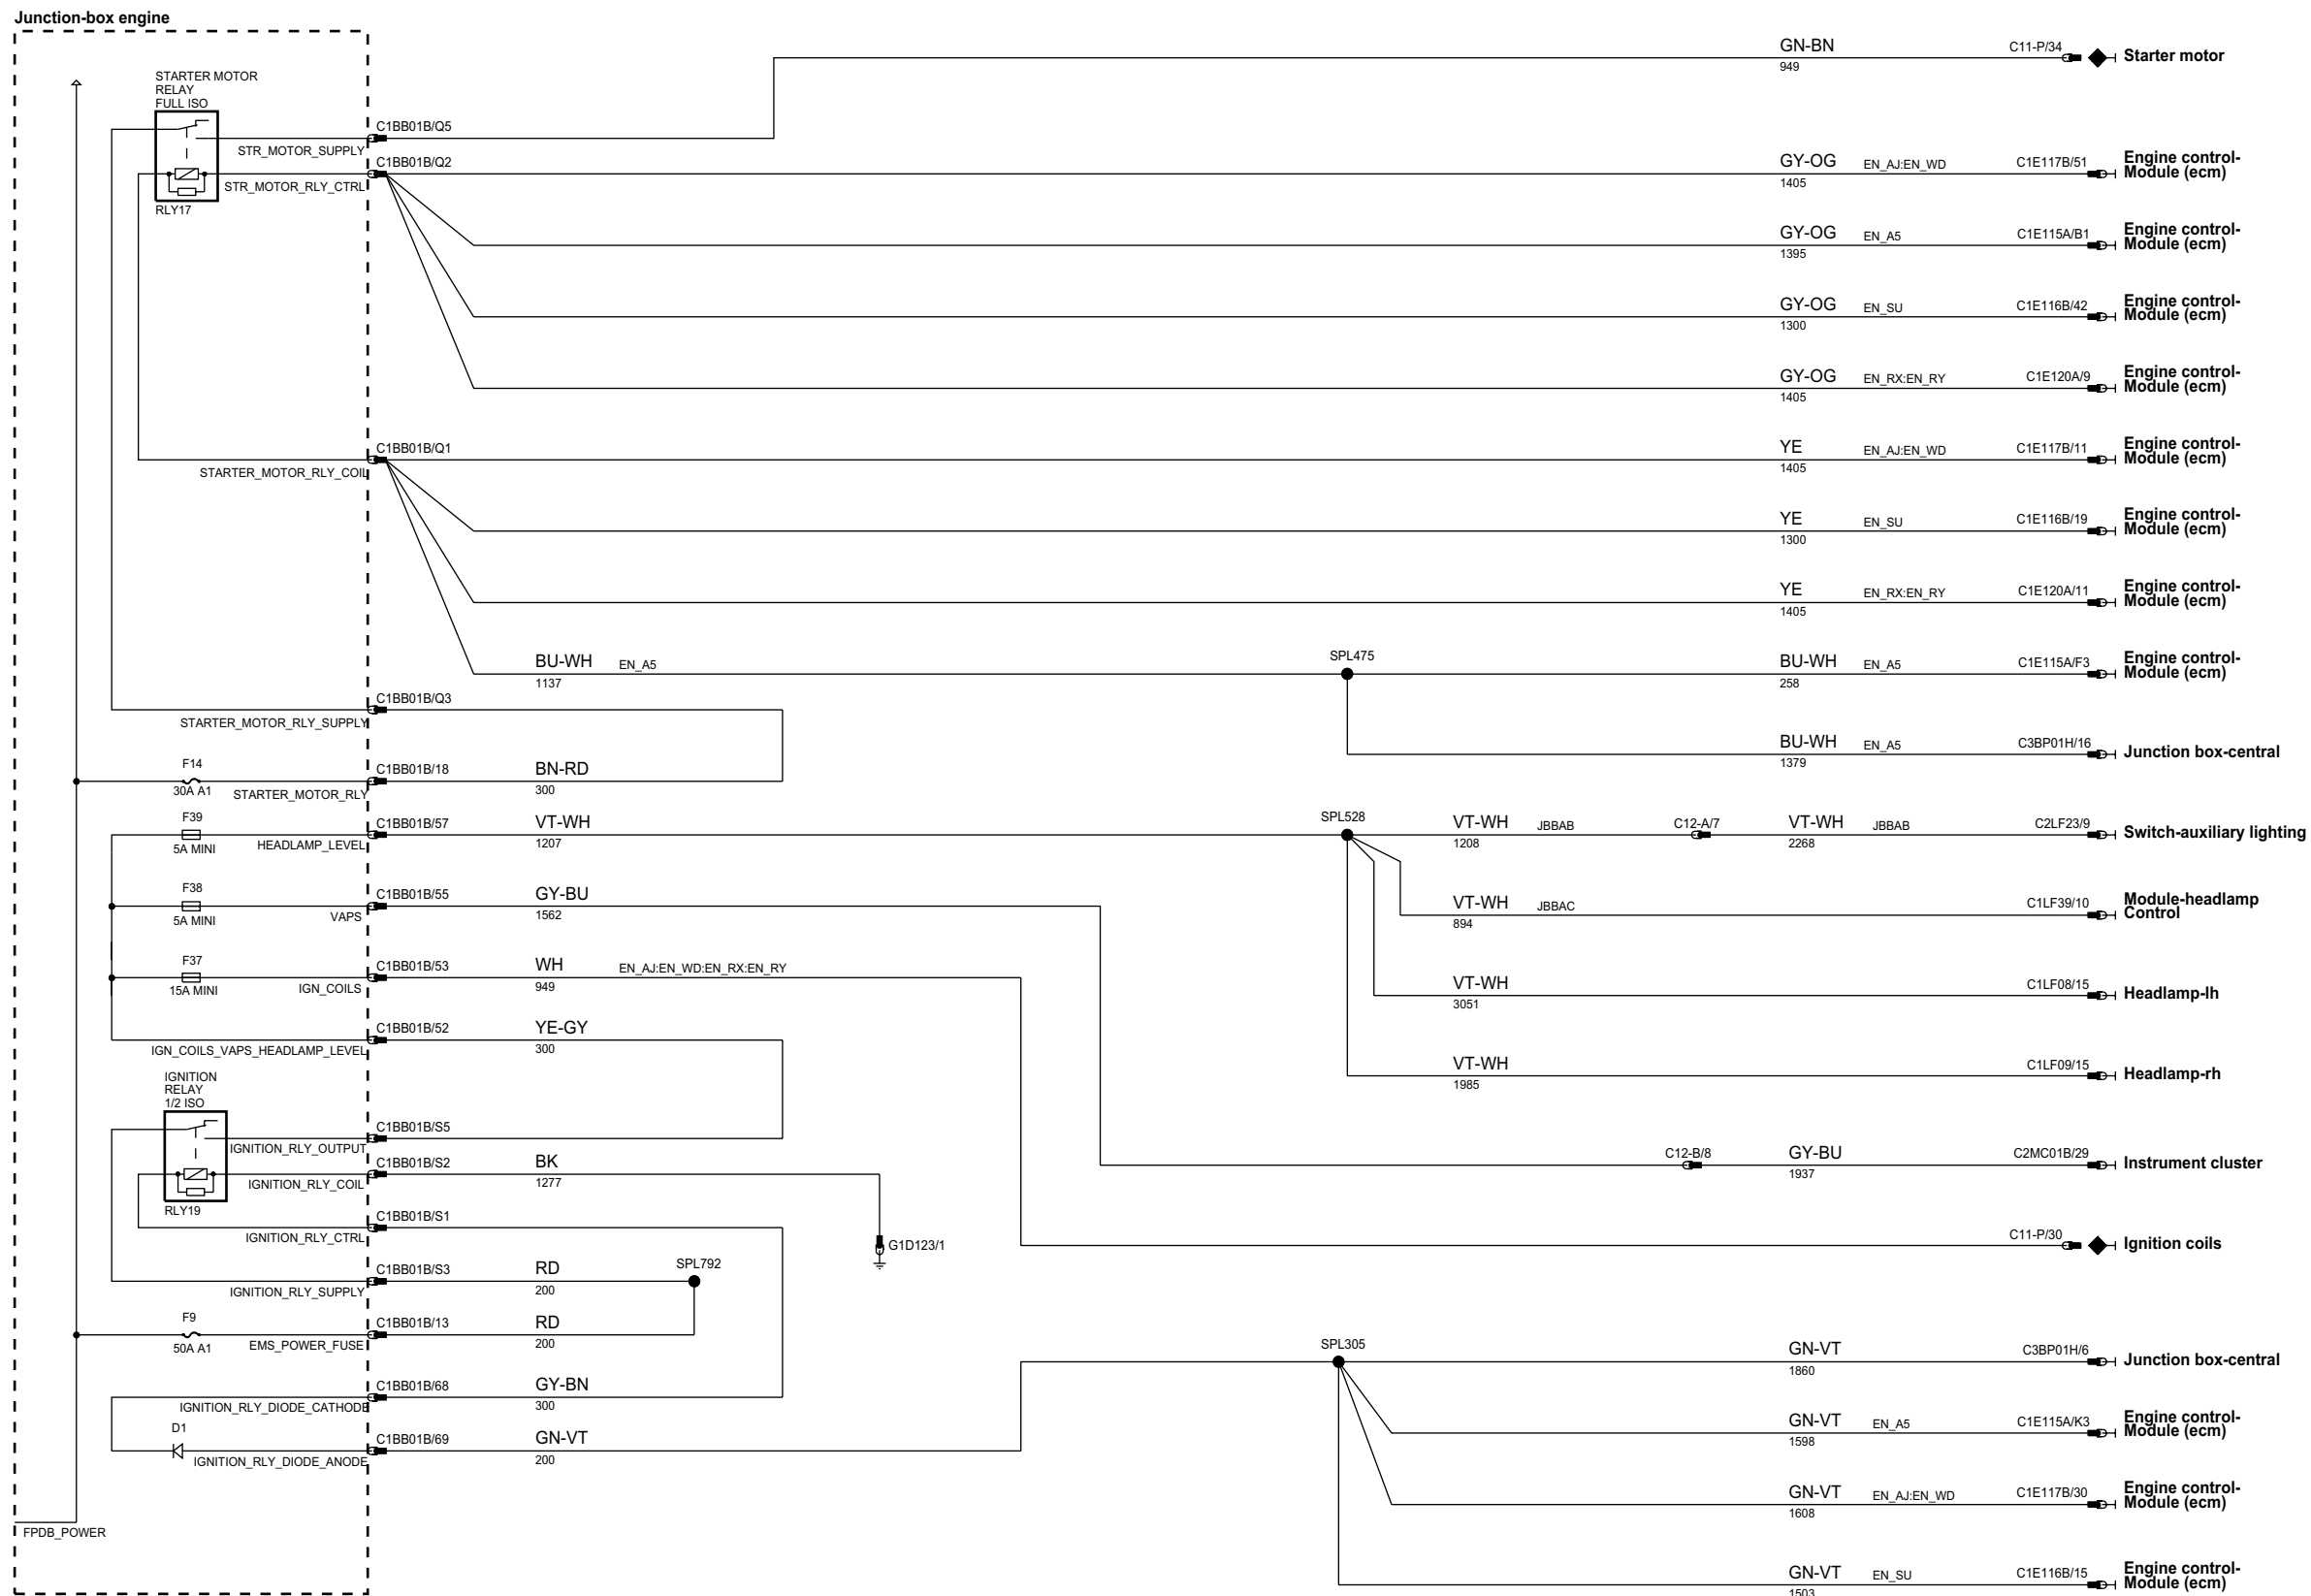 Junction-box engine
GN-BN
C11-P/34
Starter motor
949
STARTER MOTOR
RELAY
FULL ISO
C1BB01B/Q5
STR_MOTOR_SUPPLY
C1BB01B/Q2
STR_MOTOR_RLY_CTRL
RLY17
GY-OG
EN_AJ:EN_WD
C1E117B/51
Engine control-
Module (ecm)
1405
GY-OG
EN_A5
C1E115A/B1
Engine control-
Module (ecm)
1395
GY-OG
EN_SU
C1E116B/42
Engine control-
Module (ecm)
1300
GY-OG
EN_RX:EN_RY
C1E120A/9
Engine control-
Module (ecm)
1405
C1BB01B/Q1
STARTER_MOTOR_RLY_COIL
YE
EN_AJ:EN_WD
C1E117B/11
Engine control-
Module (ecm)
1405
YE
EN_SU
C1E116B/19
Engine control-
Module (ecm)
1300
YE
EN_RX:EN_RY
C1E120A/11
Engine control-
Module (ecm)
1405
BU-WH
EN_A5
1137
SPL475
BU-WH
EN_A5
C1E115A/F3
Engine control-
Module (ecm)
258
C1BB01B/Q3
STARTER_MOTOR_RLY_SUPPLY
BU-WH
EN_A5
C3BP01H/16
Junction box-central
1379
F14
30A A1
STARTER_MOTOR_RLY
C1BB01B/18
BN-RD
300
F39
5A MINI
HEADLAMP_LEVEL
C1BB01B/57
VT-WH
1207
SPL528
VT-WH
JBBAB
1208
C12-A/7
VT-WH
JBBAB
2268
C2LF23/9
Switch-auxiliary lighting
F38
5A MINI
VAPS
C1BB01B/55
GY-BU
1562
VT-WH
JBBAC
894
C1LF39/10
Module-headlamp
Control
F37
15A MINI
IGN_COILS
C1BB01B/53
WH
EN_AJ:EN_WD:EN_RX:EN_RY
949
VT-WH
3051
C1LF08/15
Headlamp-lh
C1BB01B/52
YE-GY
IGN_COILS_VAPS_HEADLAMP_LEVEL
300
VT-WH
1985
C1LF09/15
Headlamp-rh
IGNITION
RELAY
1/2 ISO
C1BB01B/S5
IGNITION_RLY_OUTPUT
C1BB01B/S2
BK
IGNITION_RLY_COIL
1277
RLY19
C12-B/8
GY-BU
1937
C2MC01B/29
Instrument cluster
C1BB01B/S1
IGNITION_RLY_CTRL
G1D123/1
C11-P/30
Ignition coils
C1BB01B/S3
RD
SPL792
IGNITION_RLY_SUPPLY
200
F9
50A A1
EMS_POWER_FUSE
C1BB01B/13
RD
200
SPL305
GN-VT
C3BP01H/6
Junction box-central
1860
C1BB01B/68
GY-BN
IGNITION_RLY_DIODE_CATHODE
300
D1
C1BB01B/69
GN-VT
IGNITION_RLY_DIODE_ANODE
200
GN-VT
EN_A5
C1E115A/K3
Engine control-
Module (ecm)
1598
GN-VT
EN_AJ:EN_WD
C1E117B/30
Engine control-
Module (ecm)
1608
FPDB_POWER
GN-VT
EN_SU
C1E116B/15
Engine control-
Module (ecm)
1503